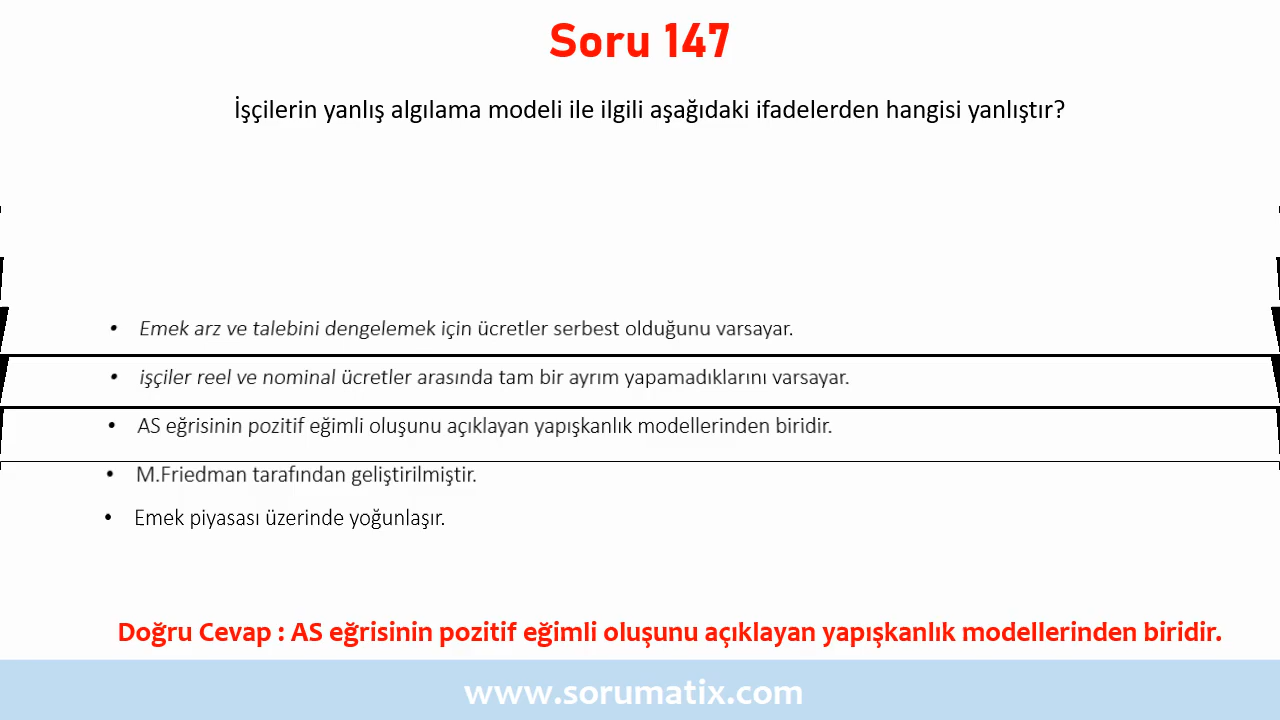 Soru 147
İşçilerin yanlış algılama modeli ile ilgili aşağıdaki ifadelerden hangisi yanlıştır?
• Emek arz ve talebini dengelemek için ücretler serbest olduğunu varsayar.
• işçiler reel ve nominal ücretler arasında tam bir ayrım yapamadıklarını varsayar.
• AS eğrisinin pozitif eğimli oluşunu açıklayan yapışkanlık modellerinden biridir.
• M.Friedman tarafından geliştirilmiştir.
• Emek piyasası üzerinde yoğunlaşır.
Doğru Cevap : AS eğrisinin pozitif eğimli oluşunu açıklayan yapışkanlık modellerinden biridir.
www.sorumatix.com